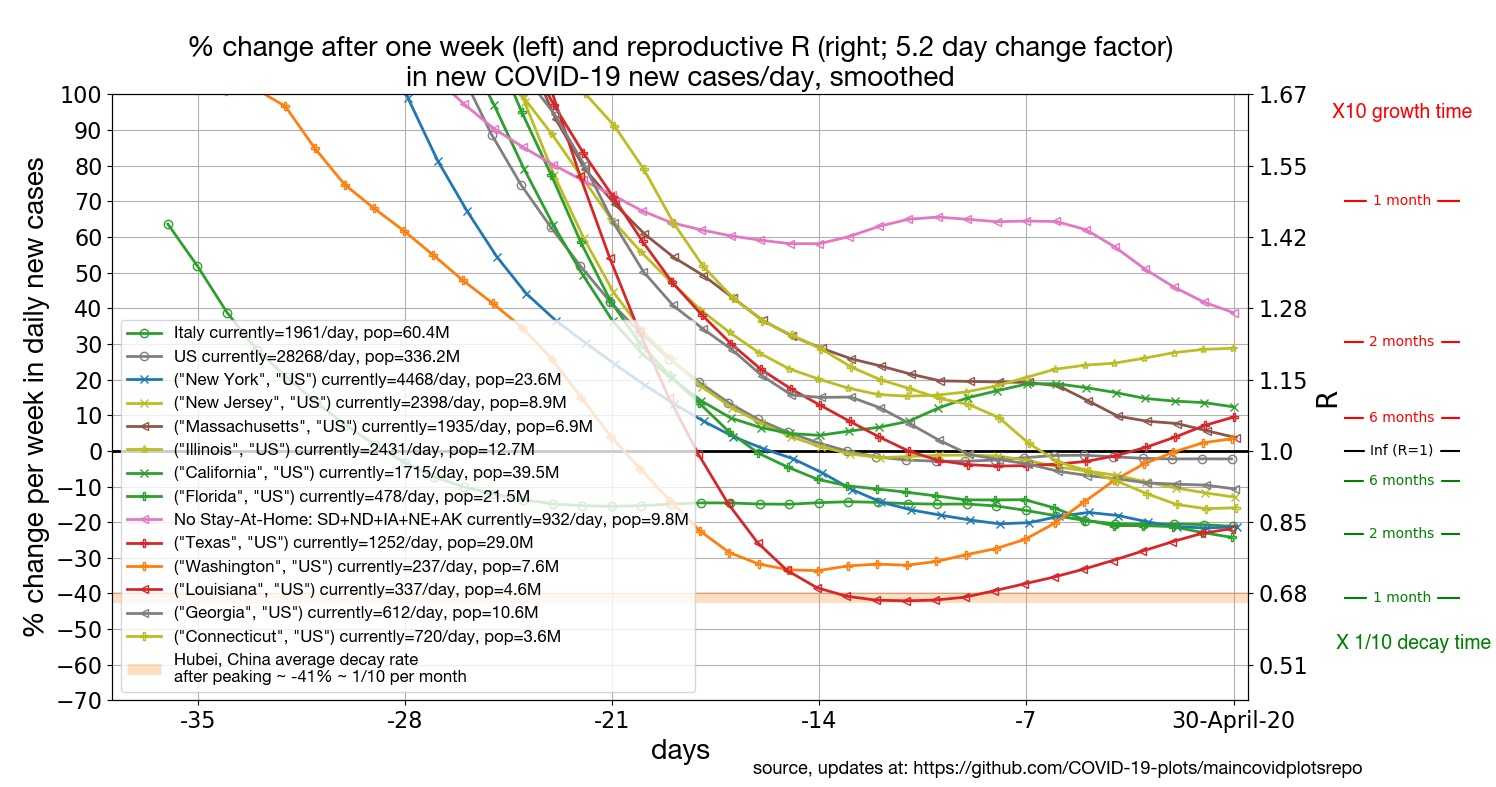 % change after one week (left) and reproductive R (right; 5.2 day change factor)
in new COVID-19 new cases/day, smoothed
% change per week in daily new cases
100
90
80
70
60
50
40
30
20
10
0
−10
−20
−30
−40
−50
−60
−70
Italy currently=1961/day, pop=60.4M
US currently=28268/day, pop=336.2M
("New York", "US") currently=4468/day, pop=23.6M
("New Jersey", "US") currently=2398/day, pop=8.9M
("Massachusetts", "US") currently=1935/day, pop=6.9M
("Illinois", "US") currently=2431/day, pop=12.7M
("California", "US") currently=1715/day, pop=39.5M
("Florida", "US") currently=478/day, pop=21.5M
No Stay-At-Home: SD+ND+IA+NE+AK currently=932/day, pop=9.8M
("Texas", "US") currently=1252/day, pop=29.0M
("Washington", "US") currently=237/day, pop=7.6M
("Louisiana", "US") currently=337/day, pop=4.6M
("Georgia", "US") currently=612/day, pop=10.6M
("Connecticut", "US") currently=720/day, pop=3.6M
Hubei, China average decay rate
after peaking ~ -41% ~ 1/10 per month
-35
-28
-21
-14
-7
30-April-20
days
1.67
1.55
1.42
1.28
1.15
1.0
0.85
0.68
0.51
R
X10 growth time
1 month
2 months
6 months
Inf (R=1)
6 months
2 months
1 month
X 1/10 decay time
source, updates at: https://github.com/COVID-19-plots/maincovidplotsrepo